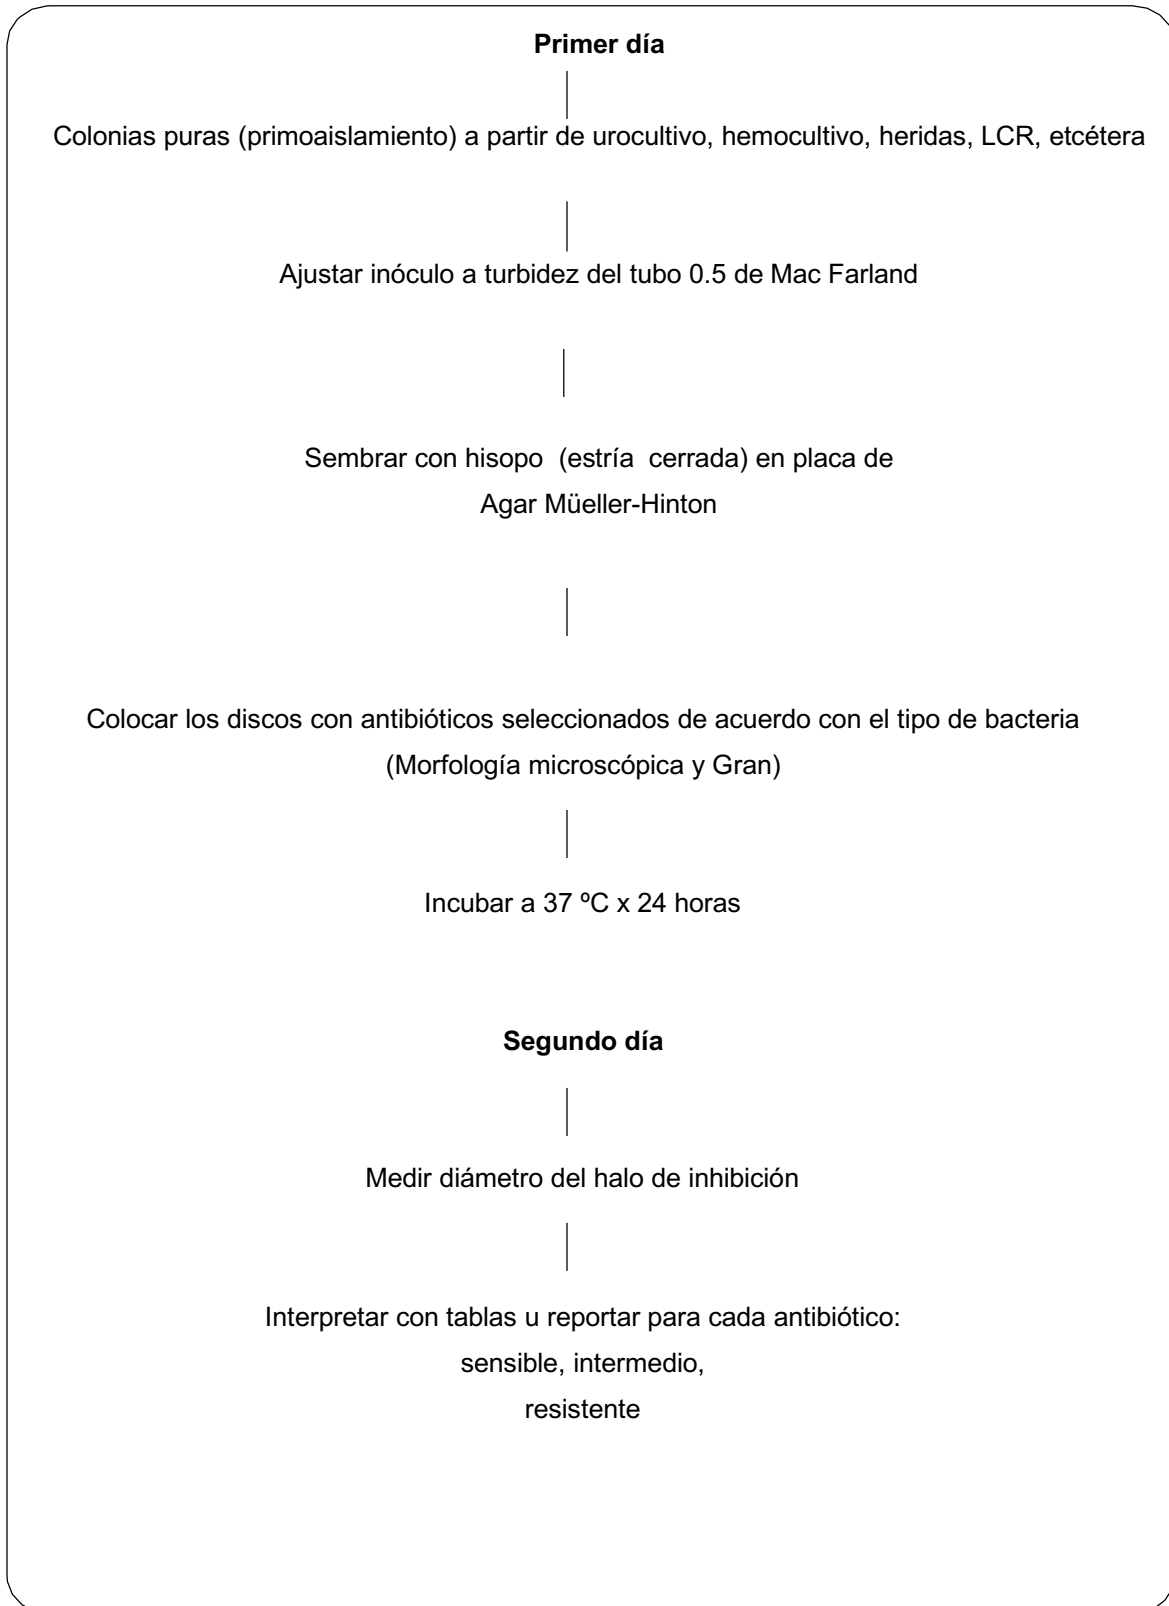 Primer día
Colonias puras (primoaislamiento) a partir de urocultivo, hemocultivo, heridas, LCR, etcétera
Ajustar inóculo a turbidez del tubo 0.5 de Mac Farland
Sembrar con hisopo (estría cerrada) en placa de
Agar Müeller-Hinton
Colocar los discos con antibióticos seleccionados de acuerdo con el tipo de bacteria
(Morfología microscópica y Gran)
Incubar a 37 ºC x 24 horas
Segundo día
Medir diámetro del halo de inhibición
Interpretar con tablas u reportar para cada antibiótico:
sensible, intermedio,
resistente